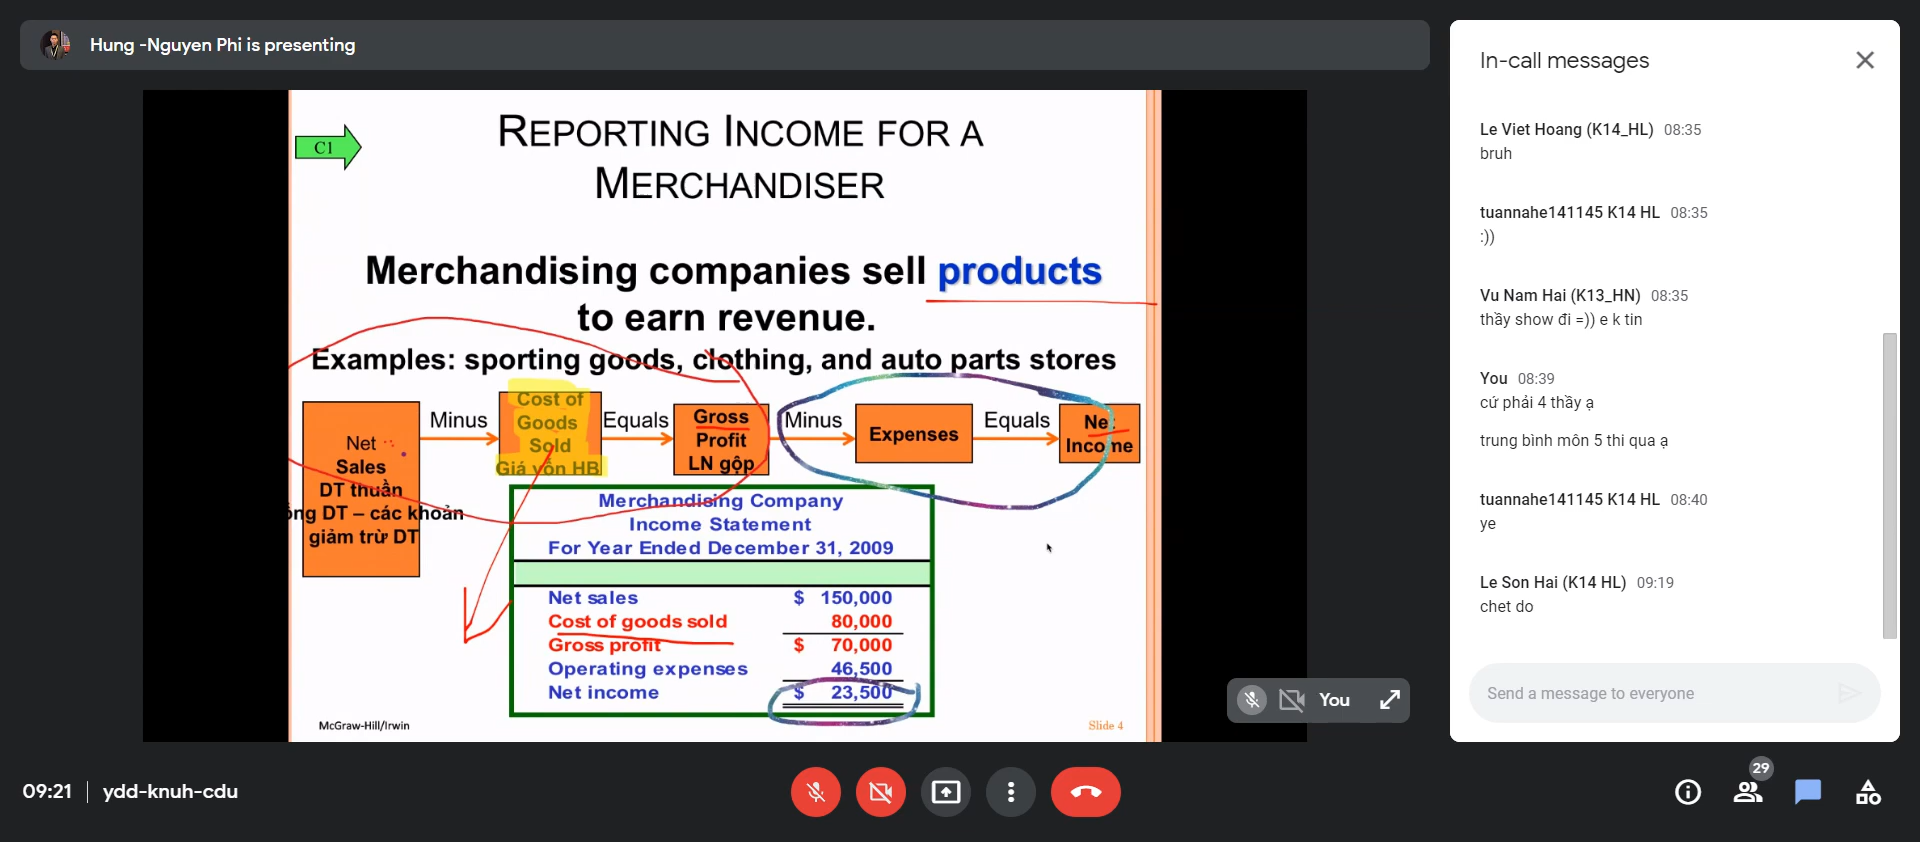 Hung -Nguyen Phi is presenting
C1
REPORTING INCOME FOR A
MERCHANDISER
Merchandising companies sell products
to earn revenue.
Examples: sporting goods, clothing, and auto parts stores
Net
Sales
DT thuần
ổng DT – các khoản
giảm trừ DT
Minus
Cost of
Goods
Sold
Giá vốn HB
Equals
Gross
Profit
LN gộp
Minus
Expenses
Equals
Net
Income
Merchandising Company
Income Statement
For Year Ended December 31, 2009
Net sales $ 150,000
Cost of goods sold 80,000
Gross profit $ 70,000
Operating expenses 46,500
Net income $ 23,500
McGraw-Hill/Irwin
Slide 4
You
In-call messages
Le Viet Hoang (K14_HL) 08:35
bruh
tuannahe141145 K14 HL 08:35
:))
Vu Nam Hai (K13_HN) 08:35
thầy show đi =)) e k tin
You 08:39
cứ phải 4 thầy ạ
trung bình môn 5 thi qua ạ
tuannahe141145 K14 HL 08:40
ye
Le Son Hai (K14 HL) 09:19
chet do
Send a message to everyone
09:21 | ydd-knuh-cdu
29